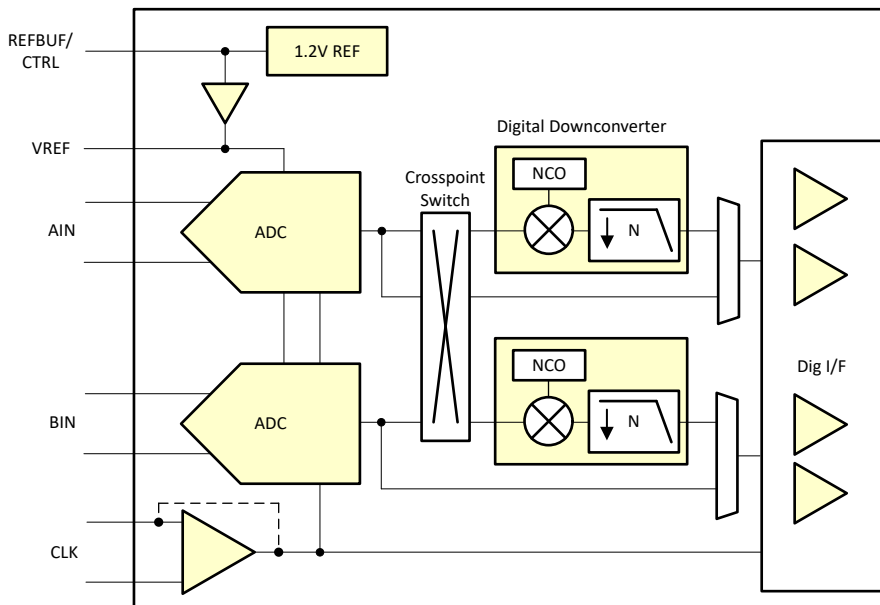 REFBUF/
CTRL
1.2V REF
VREF
Digital Downconverter
NCO
Crosspoint
Switch
N
AIN
ADC
NCO
Dig I/F
N
BIN
ADC
CLK